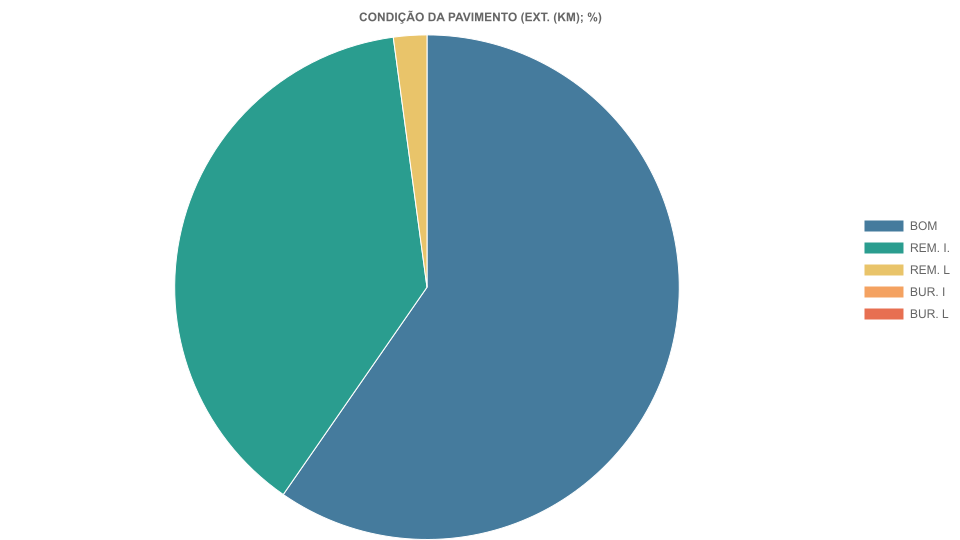 CONDIÇÃO DA PAVIMENTO (EXT. (KM); %)
BOM
REM. I.
REM. L
BUR. I
BUR. L